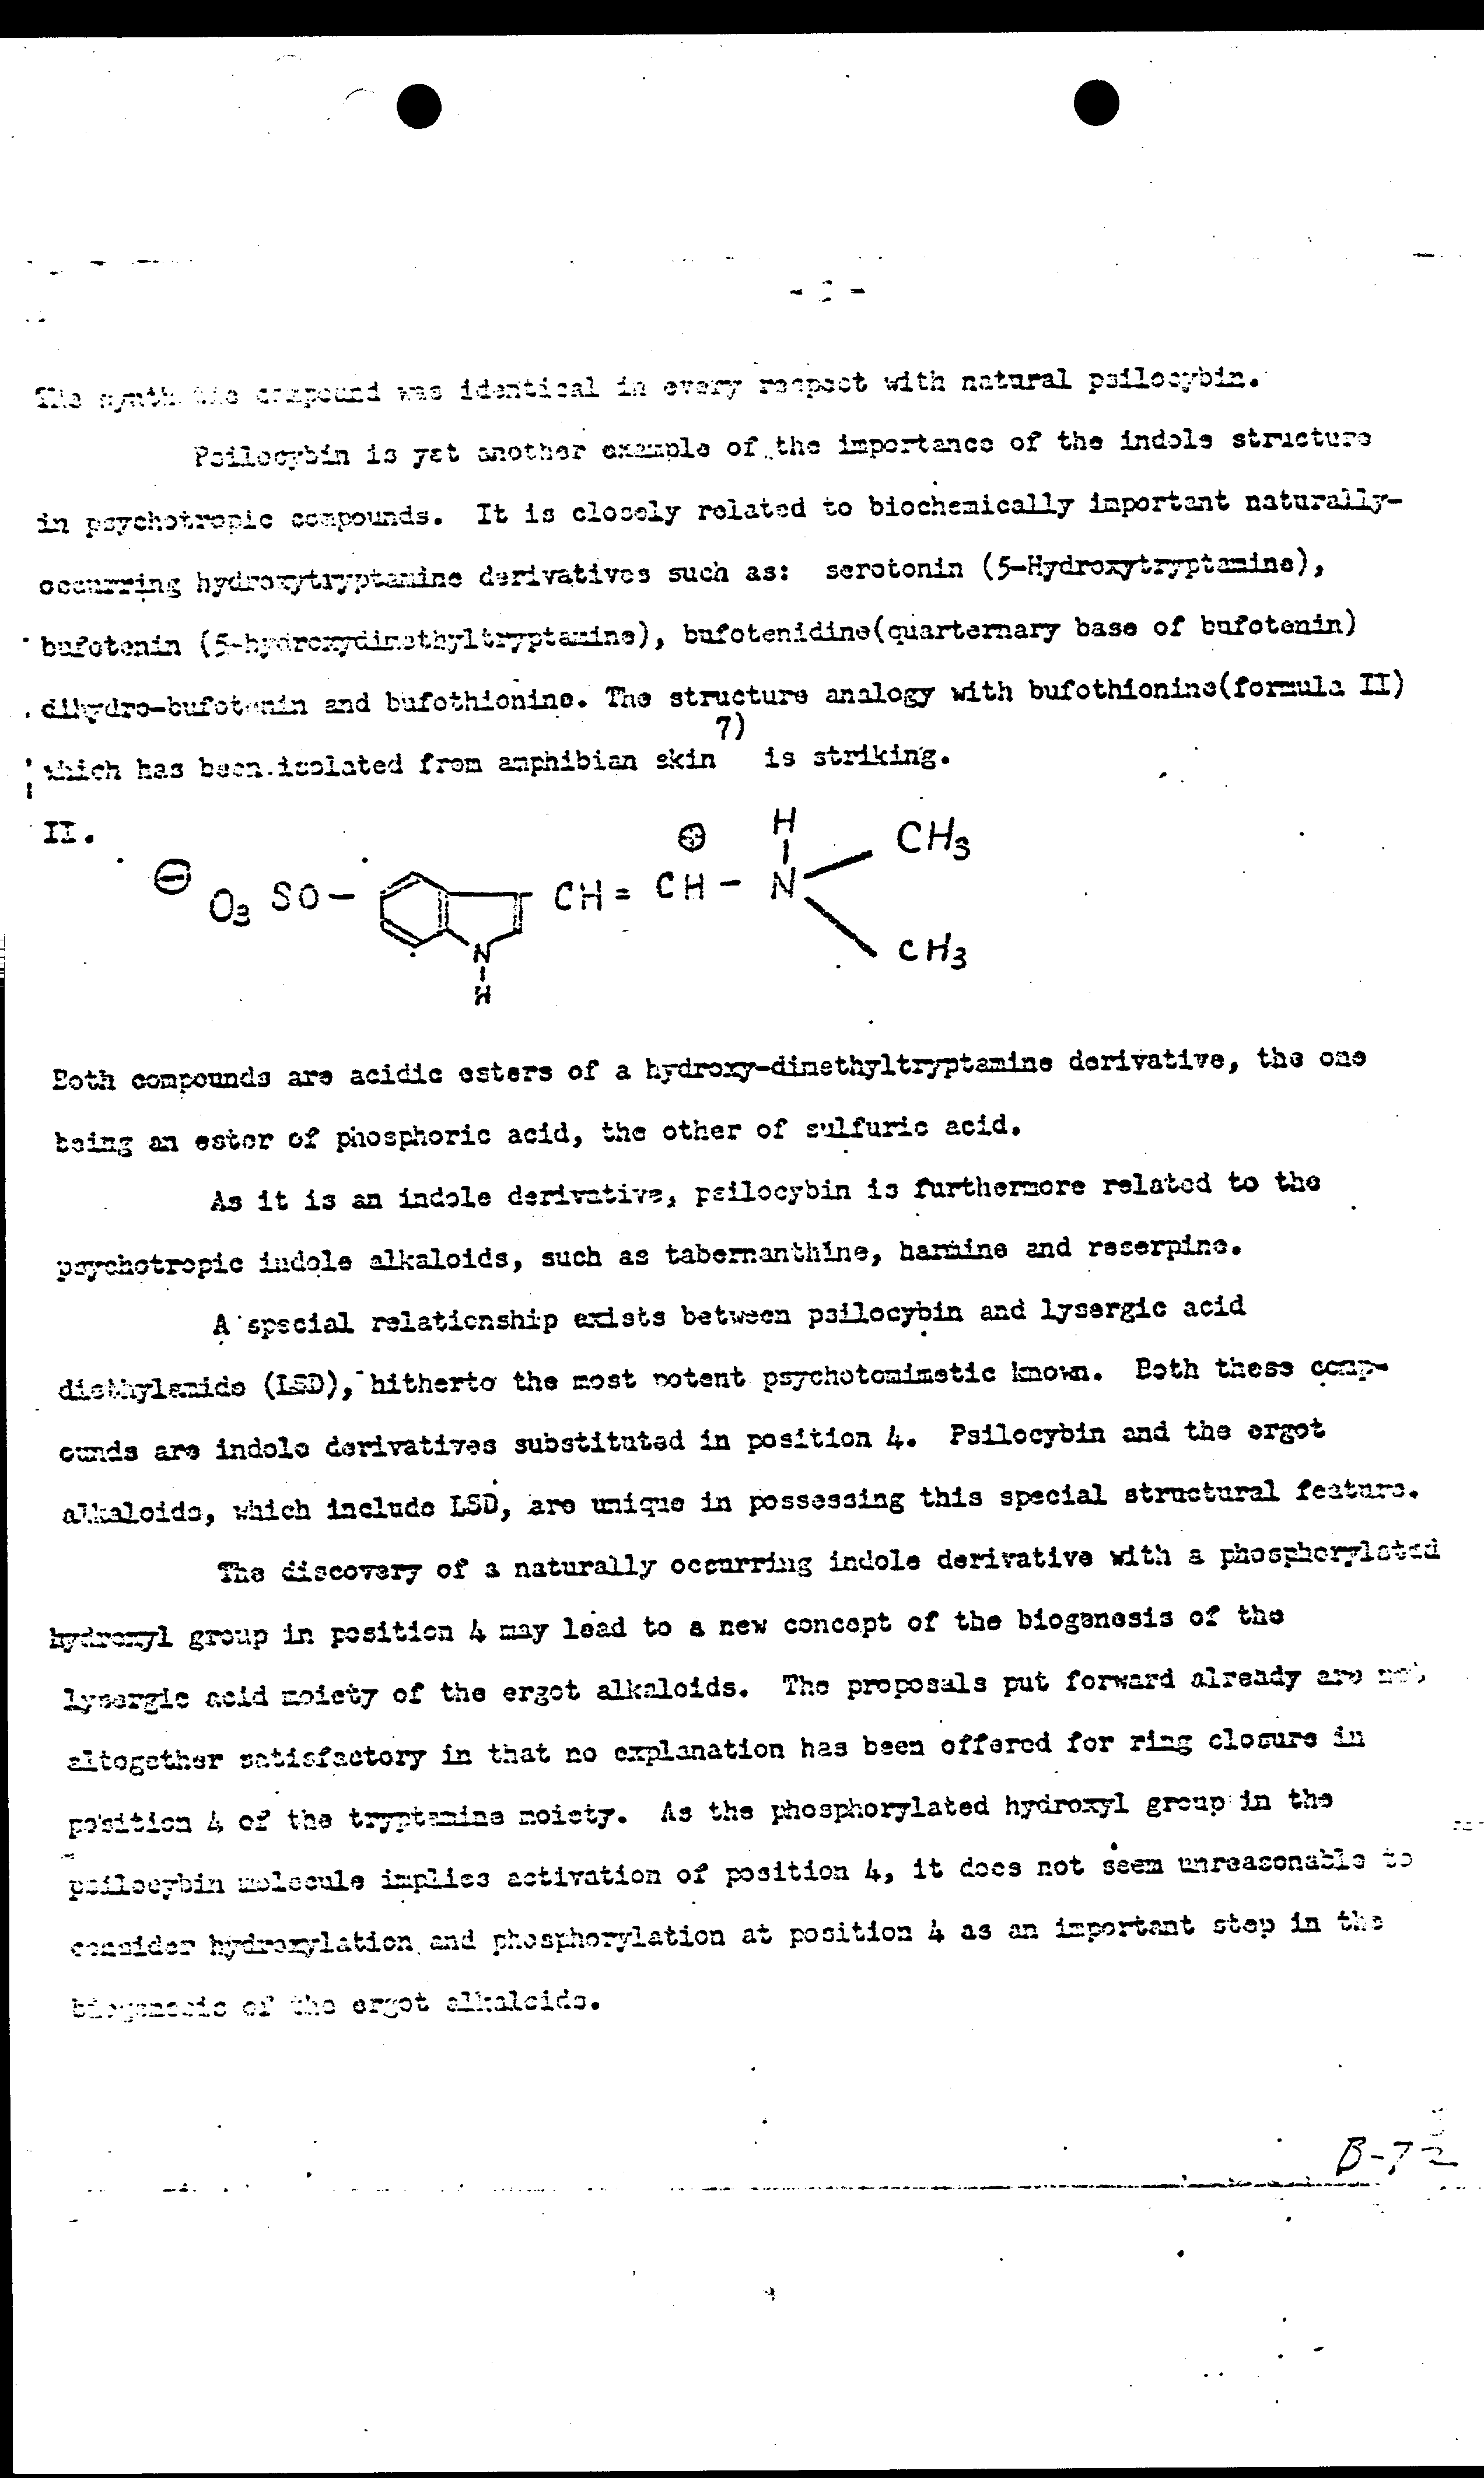 The synthetic compound was identical in every respect with natural psilocybin.
Psilocybin is yet another example of the importance of the indole structure
in psychotropic compounds. It is closely related to biochemically important naturally-
occurring hydroxytryptamine derivatives such as: serotonin (5-Hydroxytryptamine),
bufotenin (5-hydroxydimethyltryptamine), bufotenidine(quarternary base of bufotenin)
dihydro-bufotenin and bufothionine. The structure analogy with bufothionine(formula II)
which has been isolated from amphibian skin 7) is striking.
II.
⊖ O3 SO- CH = CH - N ⊕ H CH3
CH3
N
H
Both compounds are acidic esters of a hydroxy-dimethyltryptamine derivative, the one
being an ester of phosphoric acid, the other of sulfuric acid.
As it is an indole derivative, psilocybin is furthermore related to the
psychotropic indole alkaloids, such as tabernanthine, harmine and reserpine.
A special relationship exists between psilocybin and lysergic acid
diethylamide (LSD), hitherto the most potent psychotomimetic known. Both these comp-
ounds are indole derivatives substituted in position 4. Psilocybin and the ergot
alkaloids, which include LSD, are unique in possessing this special structural feature.
The discovery of a naturally occurring indole derivative with a phosphorylated
hydroxyl group in position 4 may lead to a new concept of the biogenesis of the
lysergic acid moiety of the ergot alkaloids. The proposals put forward already are not
altogether satisfactory in that no explanation has been offered for ring closure in
position 4 of the tryptamine moiety. As the phosphorylated hydroxyl group in the
psilocybin molecule implies activation of position 4, it does not seem unreasonable to
consider hydroxylation and phosphorylation at position 4 as an important step in the
biogenesis of the ergot alkaloids.
B-72